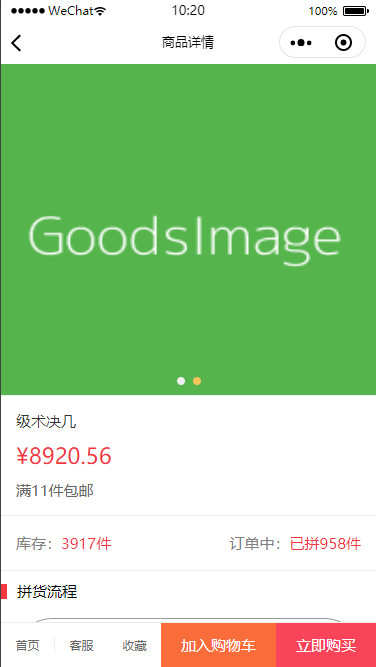 WeChat 10:20 100%
商品详情
GoodsImage
级术决几
¥8920.56
满11件包邮
库存：3917件 订单中：已拼958件
拼货流程
首页 客服 收藏 加入购物车 立即购买